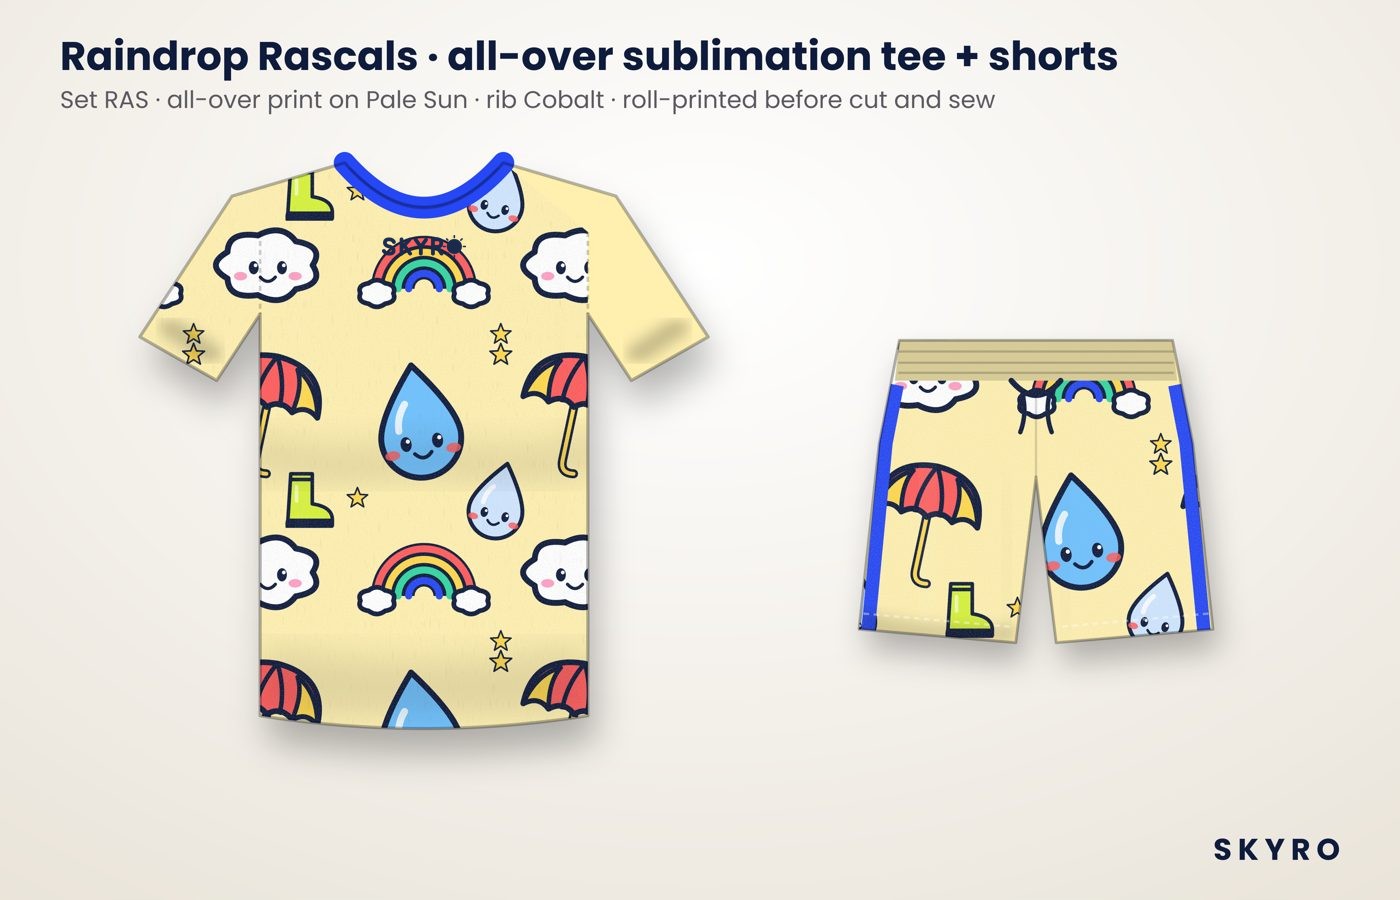 Raindrop Rascals · all-over sublimation tee + shorts
Set RAS · all-over print on Pale Sun · rib Cobalt · roll-printed before cut and sew
SKYRO
SKYRO